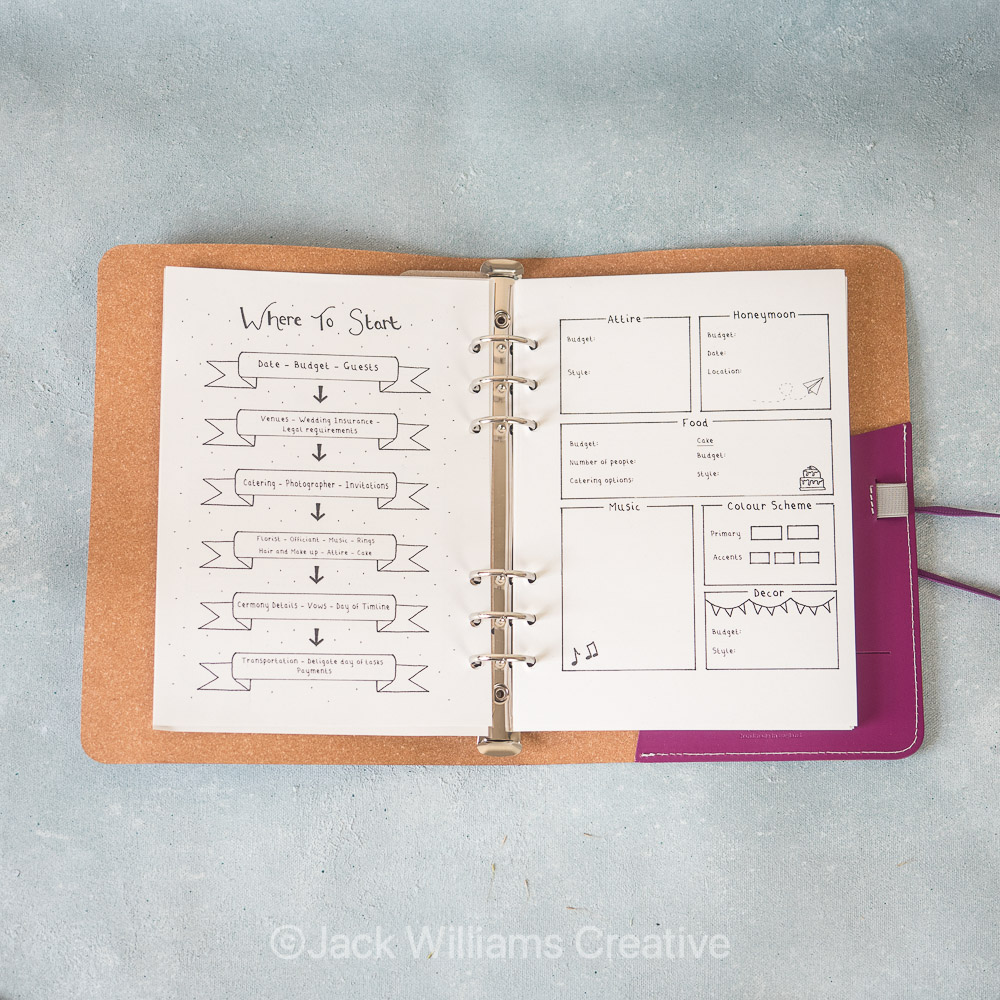 Where To Start
Date - Budget - Guests
Venues - Wedding Insurance -
Legal requirements
Catering - Photographer - Invitations
Florist - Officiant - Music - Rings
Hair and Make up - Attire - Cake
Cermony Details - Vows - Day of Timline
Transportation - Deligate day of tasks
Payments
Attire
Budget:
Style:
Honeymoon
Budget:
Date:
Location:
Food
Budget:
Number of people:
Catering options:
Cake
Budget:
Style:
Music
Colour Scheme
Primary
Accents
Decor
Budget:
Style:
©Jack Williams Creative